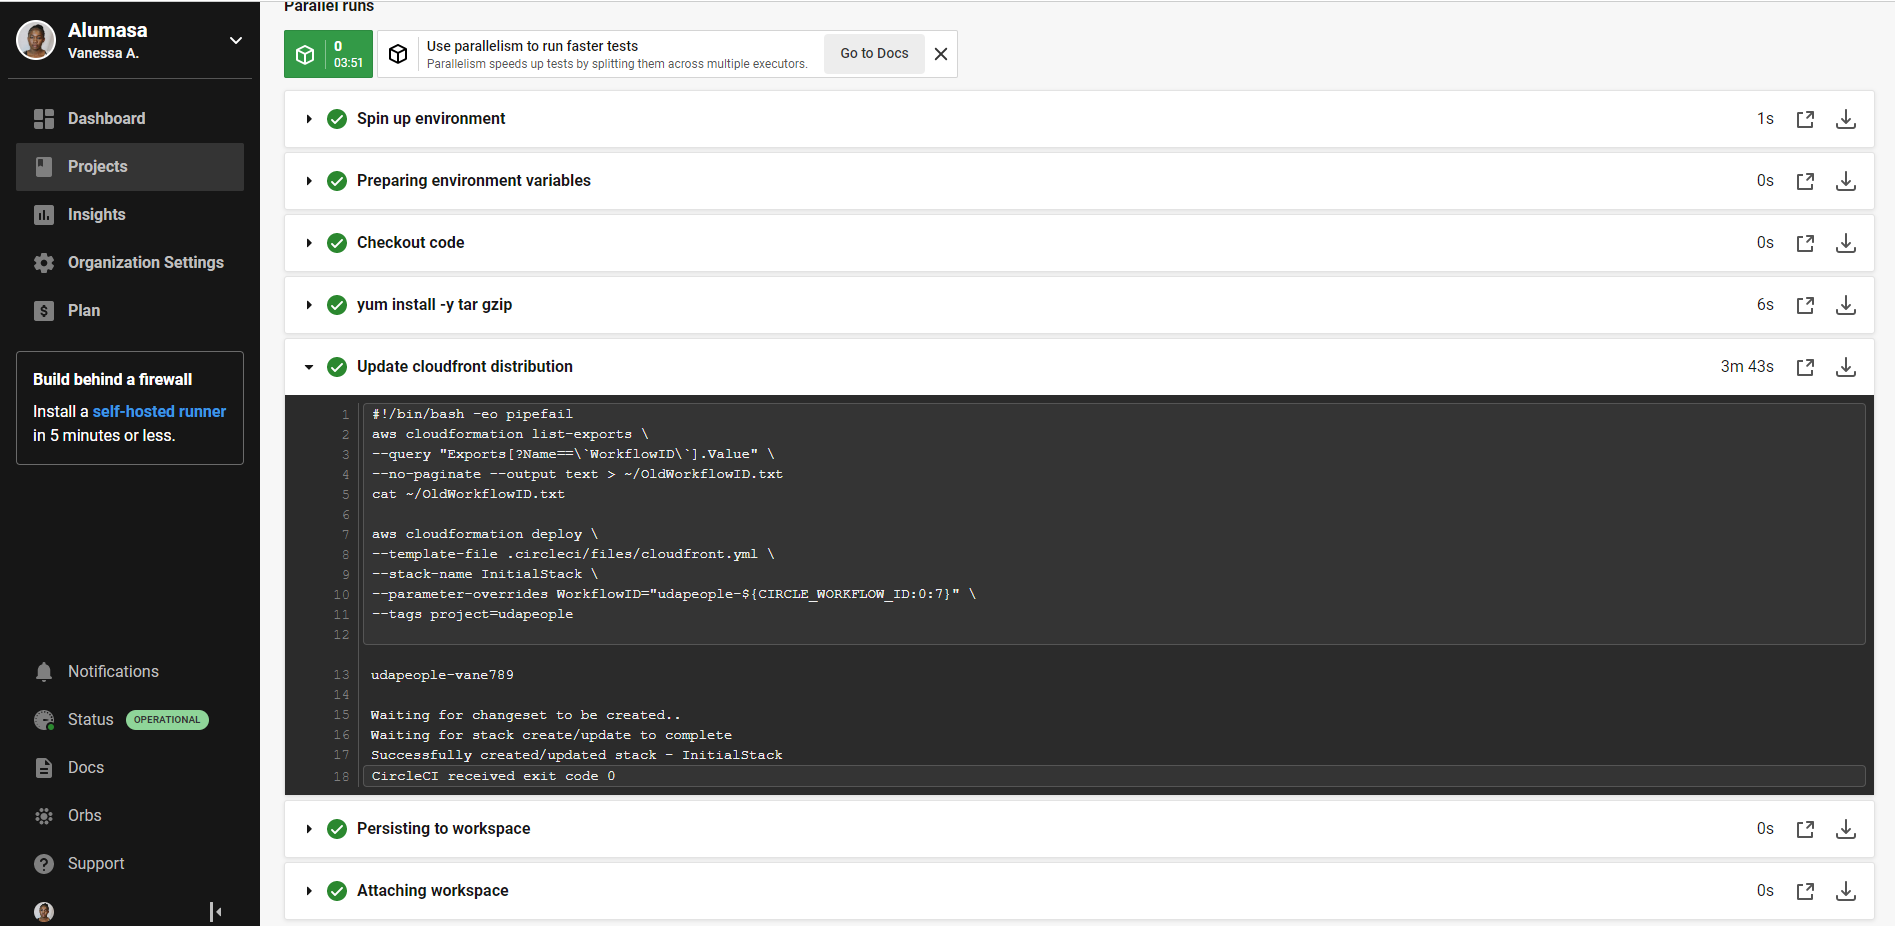 Alumasa
Vanessa A.
Dashboard
Projects
Insights
Organization Settings
Plan
Build behind a firewall
Install a self-hosted runner
in 5 minutes or less.
Notifications
Status OPERATIONAL
Docs
Orbs
Support
Parallel runs
0
03:51
Use parallelism to run faster tests
Parallelism speeds up tests by splitting them across multiple executors.
Go to Docs
Spin up environment 1s
Preparing environment variables 0s
Checkout code 0s
yum install -y tar gzip 6s
Update cloudfront distribution 3m 43s
1 #!/bin/bash -eo pipefail
2 aws cloudformation list-exports \
3 --query "Exports[?Name==\`WorkflowID\`].Value" \
4 --no-paginate --output text > ~/OldWorkflowID.txt
5 cat ~/OldWorkflowID.txt
6
7 aws cloudformation deploy \
8 --template-file .circleci/files/cloudfront.yml \
9 --stack-name InitialStack \
10 --parameter-overrides WorkflowID="udapeople-${CIRCLE_WORKFLOW_ID:0:7}" \
11 --tags project=udapeople
12
13 udapeople-vane789
14
15 Waiting for changeset to be created..
16 Waiting for stack create/update to complete
17 Successfully created/updated stack - InitialStack
18 CircleCI received exit code 0
Persisting to workspace 0s
Attaching workspace 0s